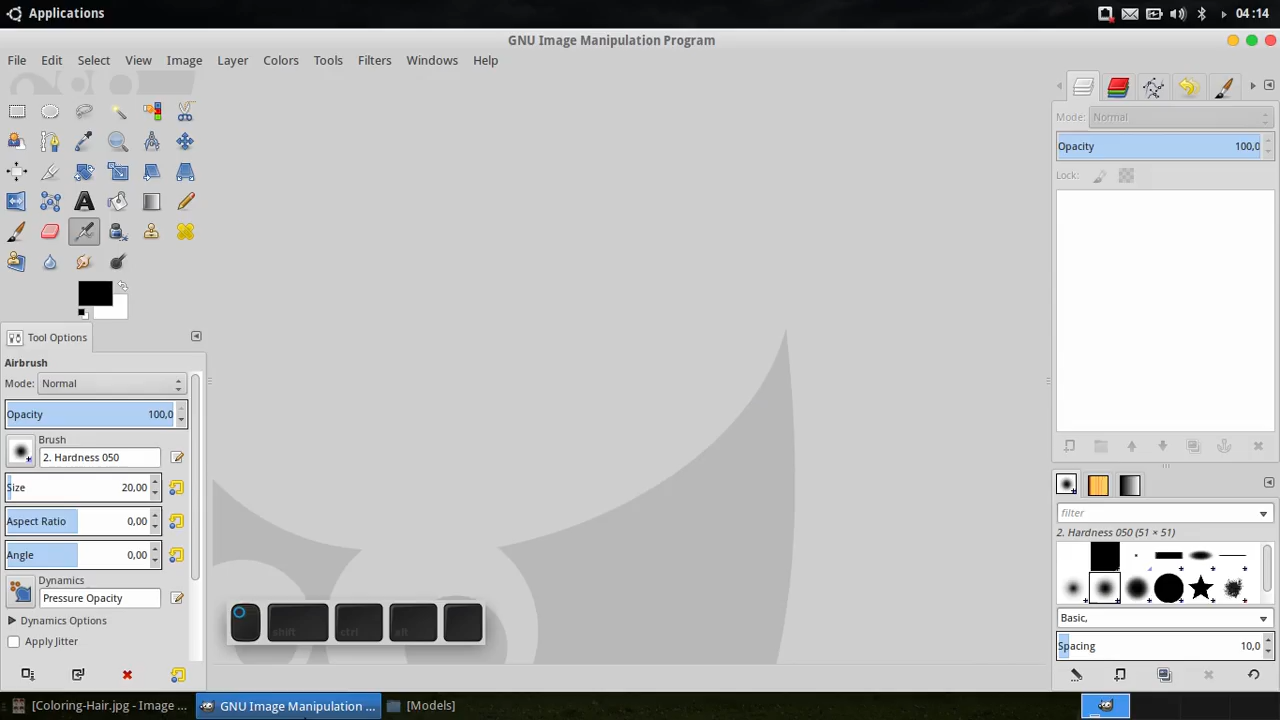 Applications
04:14
GNU Image Manipulation Program
File Edit Select View Image Layer Colors Tools Filters Windows Help
Mode: Normal
Opacity 100,0
Lock:
Tool Options
Airbrush
Mode: Normal
Opacity 100,0
Brush
2. Hardness 050
Size 20,00
Aspect Ratio 0,00
Angle 0,00
Dynamics
Pressure Opacity
Dynamics Options
Apply Jitter
filter
2. Hardness 050 (51 × 51)
Basic,
Spacing 10,0
shift ctrl alt
[Coloring-Hair.jpg - Image ... GNU Image Manipulation ... [Models]